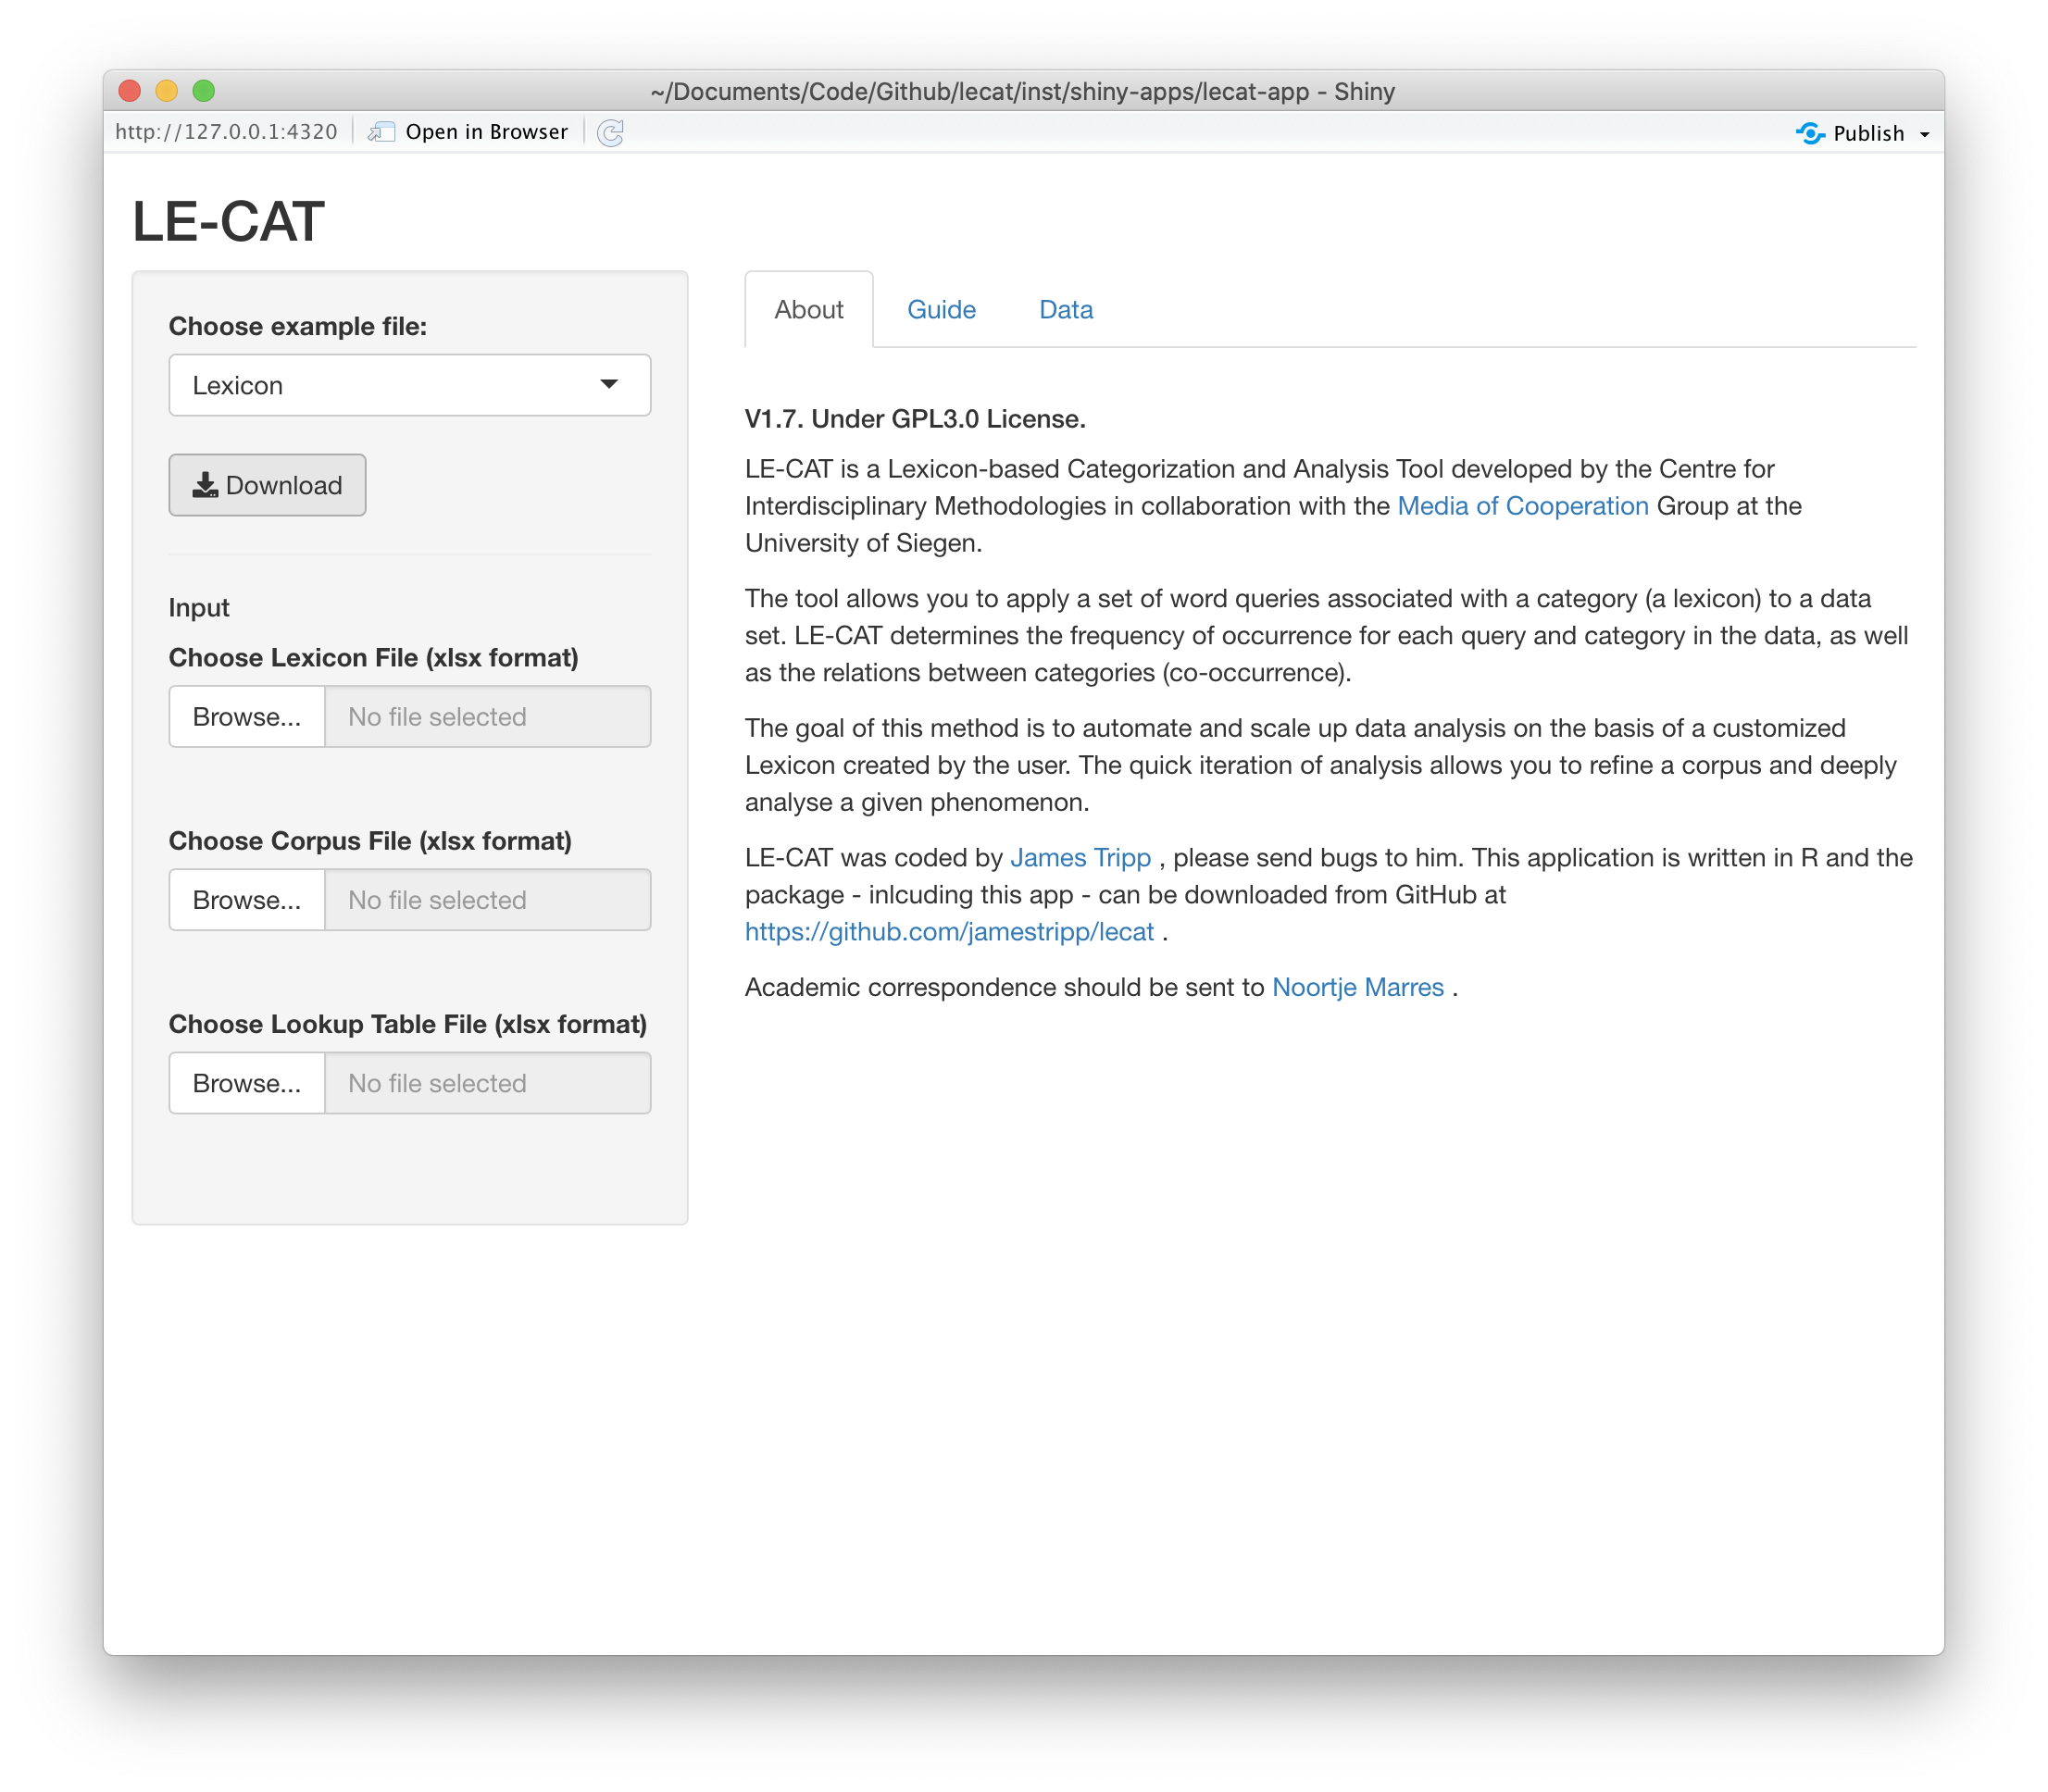 ~/Documents/Code/Github/lecat/inst/shiny-apps/lecat-app - Shiny
http://127.0.0.1:4320 Open in Browser Publish
LE-CAT
Choose example file:
Lexicon
Download
Input
Choose Lexicon File (xlsx format)
Browse... No file selected
Choose Corpus File (xlsx format)
Browse... No file selected
Choose Lookup Table File (xlsx format)
Browse... No file selected
About Guide Data
V1.7. Under GPL3.0 License.
LE-CAT is a Lexicon-based Categorization and Analysis Tool developed by the Centre for
Interdisciplinary Methodologies in collaboration with the Media of Cooperation Group at the
University of Siegen.
The tool allows you to apply a set of word queries associated with a category (a lexicon) to a data
set. LE-CAT determines the frequency of occurrence for each query and category in the data, as well
as the relations between categories (co-occurrence).
The goal of this method is to automate and scale up data analysis on the basis of a customized
Lexicon created by the user. The quick iteration of analysis allows you to refine a corpus and deeply
analyse a given phenomenon.
LE-CAT was coded by James Tripp , please send bugs to him. This application is written in R and the
package - inlcuding this app - can be downloaded from GitHub at
https://github.com/jamestripp/lecat .
Academic correspondence should be sent to Noortje Marres .